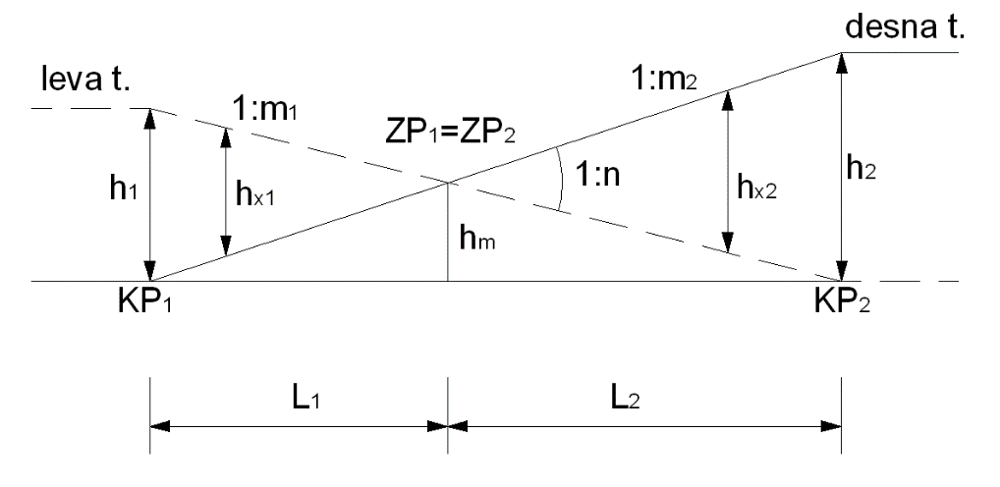 desna t.
leva t.
1:m2
1:m1
ZP1=ZP2
h1
hx1
1:n
hx2
h2
hm
KP1
KP2
L1
L2